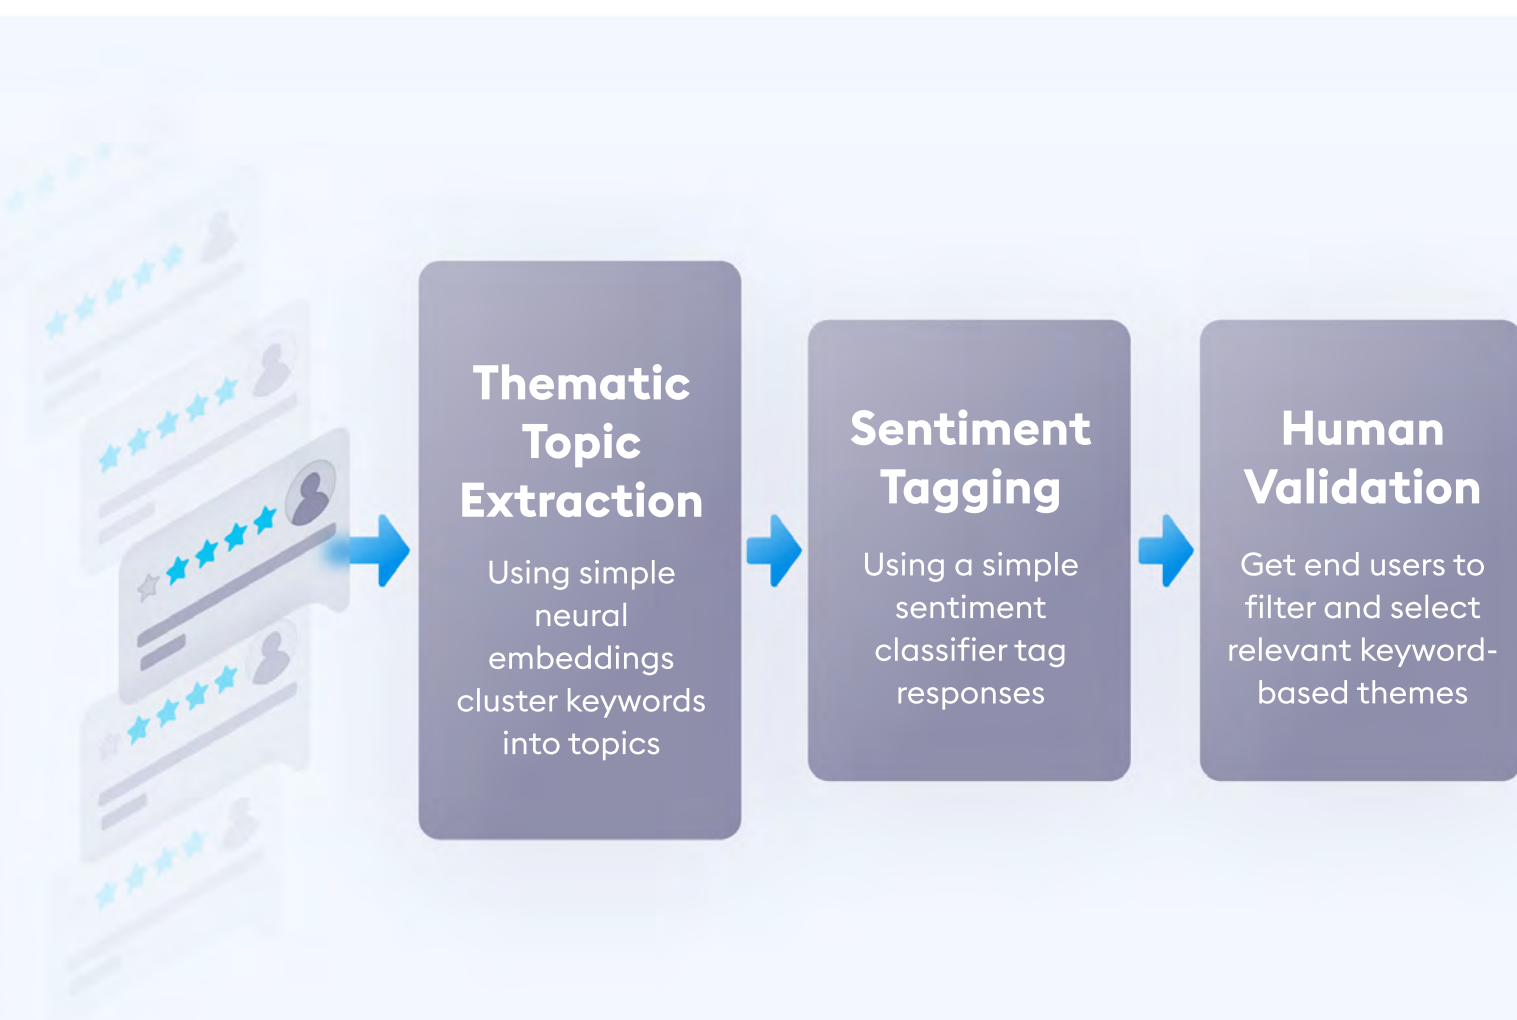 Thematic
Topic
Extraction
Using simple
neural
embeddings
cluster keywords
into topics
Sentiment
Tagging
Using a simple
sentiment
classifier tag
responses
Human
Validation
Get end users to
filter and select
relevant keyword-
based themes